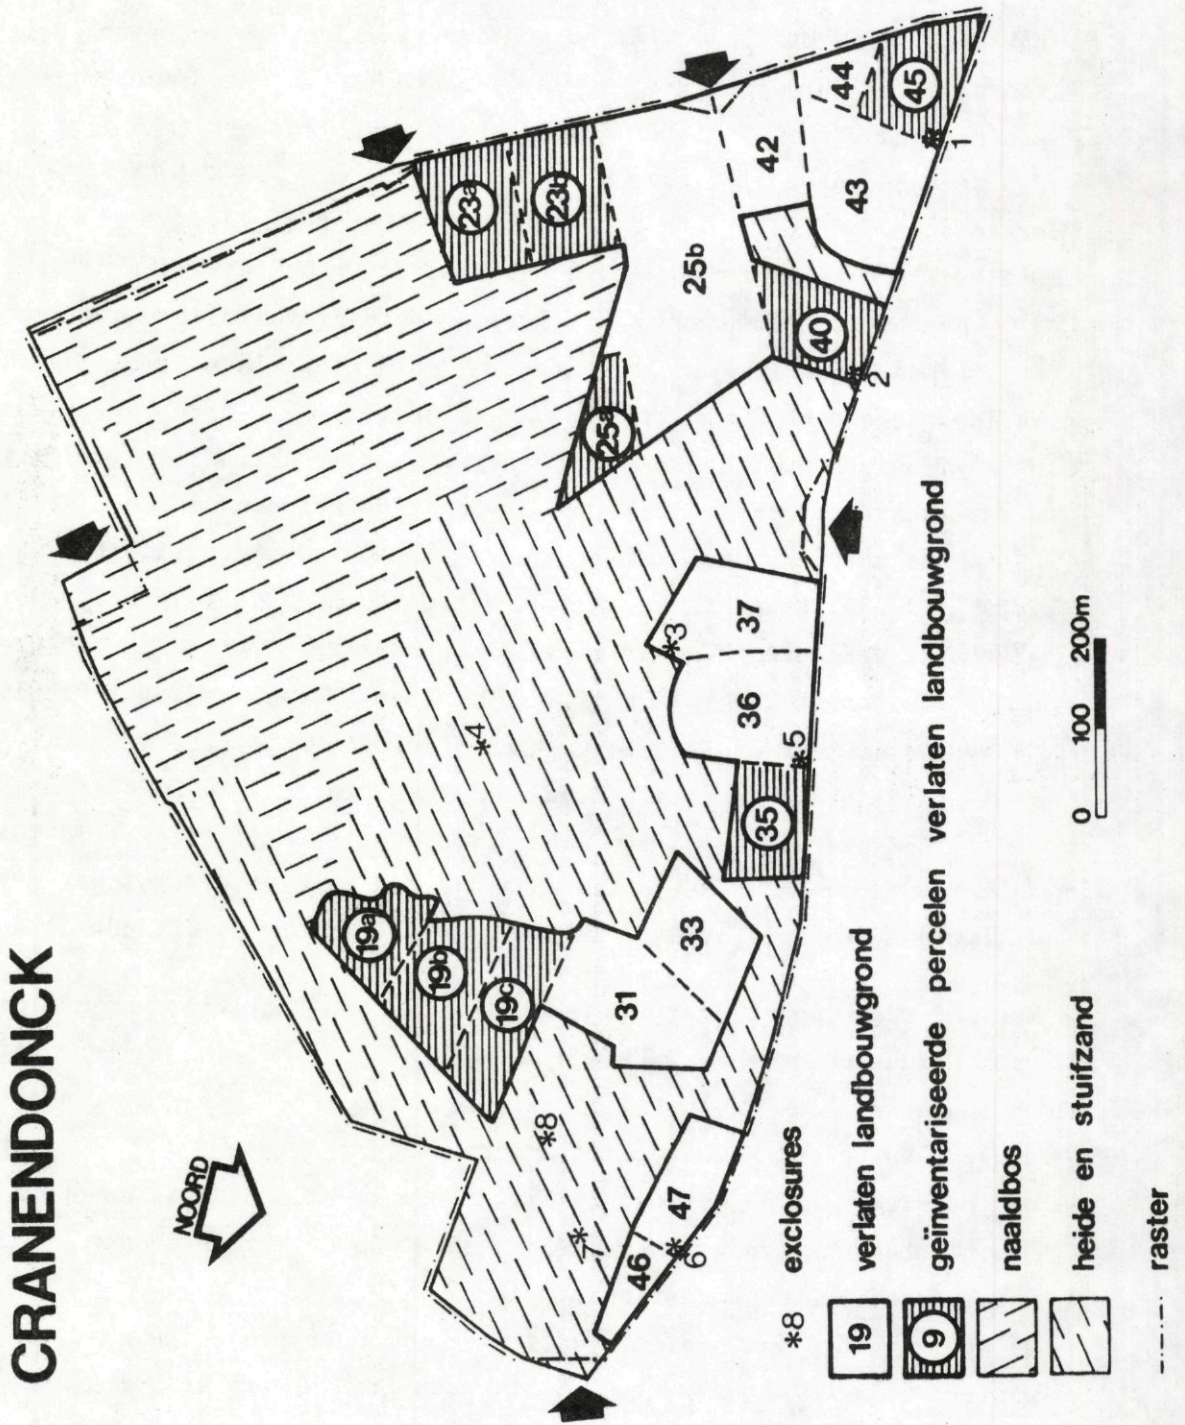 CRANENDONCK
NOORD
19a
19b
19c
23a
23b
25a
25b
31
33
35
36
37
40
42
43
44
45
46
47
1
2
*3
*4
*5
6
*7
*8
*8 exclosures
19 verlaten landbouwgrond
9 geïnventariseerde percelen verlaten landbouwgrond
naaldbos
heide en stuifzand
raster
0 100 200m